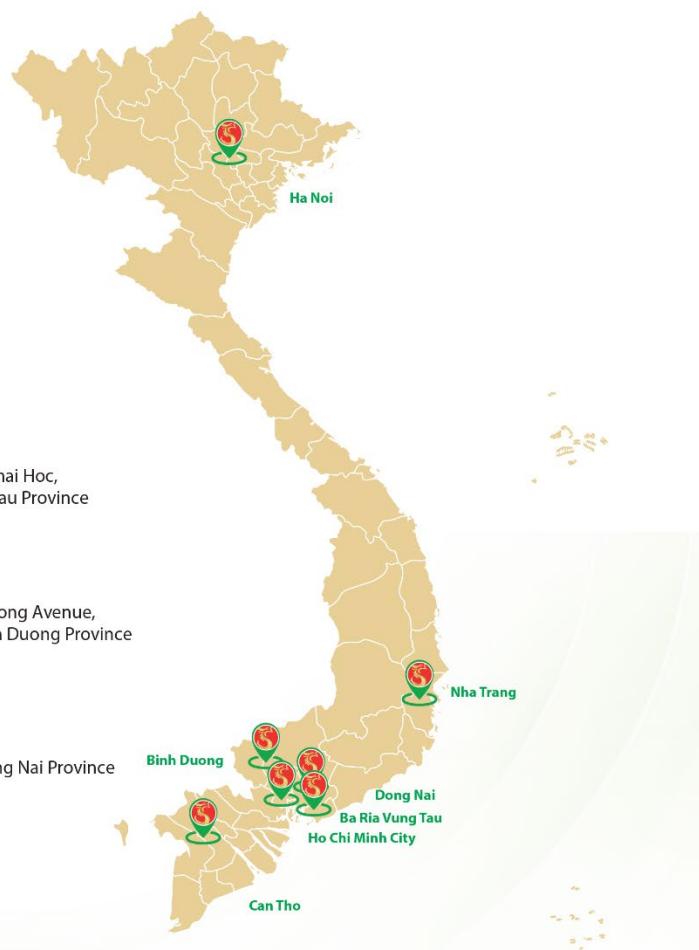 Ha Noi
hai Hoc,
au Province
ong Avenue,
Duong Province
Nha Trang
Binh Duong
ng Nai Province
Dong Nai
Ba Ria Vung Tau
Ho Chi Minh City
Can Tho